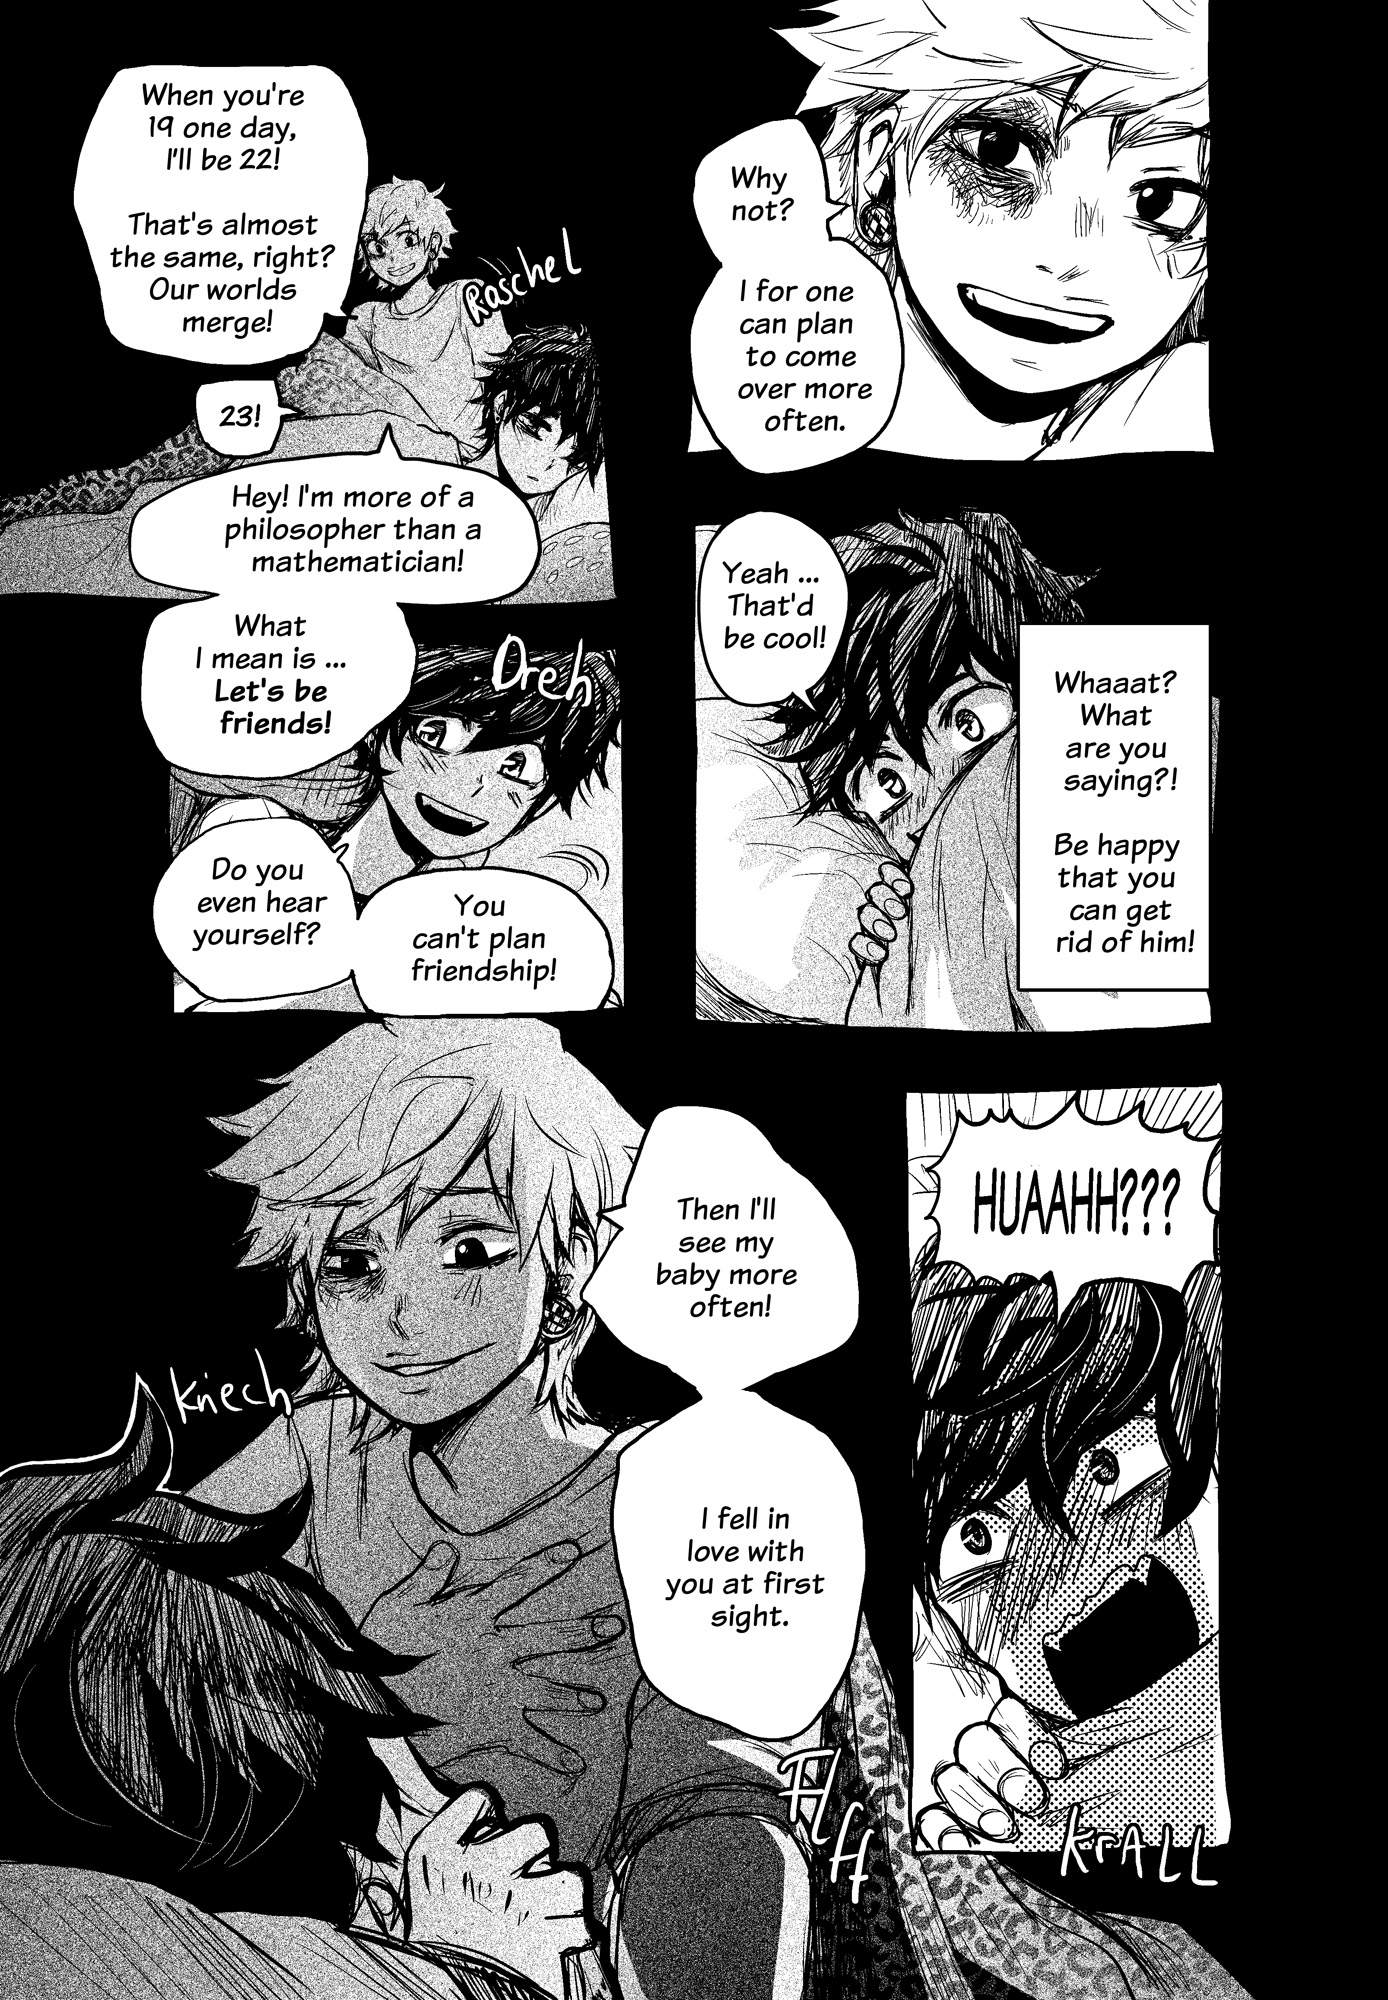 When you're
19 one day,
I'll be 22!
That's almost
the same, right?
Our worlds
merge!
Raschel
23!
Hey! I'm more of a
philosopher than a
mathematician!
What
I mean is ...
Let's be
friends!
Dreh
Do you
even hear
yourself?
You
can't plan
friendship!
Why
not?
I for one
can plan
to come
over more
often.
Yeah ...
That'd
be cool!
Whaaat?
What
are you
saying?!
Be happy
that you
can get
rid of him!
Then I'll
see my
baby more
often!
Kriech
I fell in
love with
you at first
sight.
HUAAHH???
KrALL